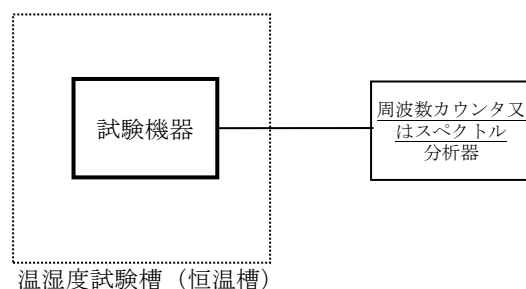 試験機器
周波数カウンタ又
はスペクトル
分析器
温湿度試験槽（恒温槽）